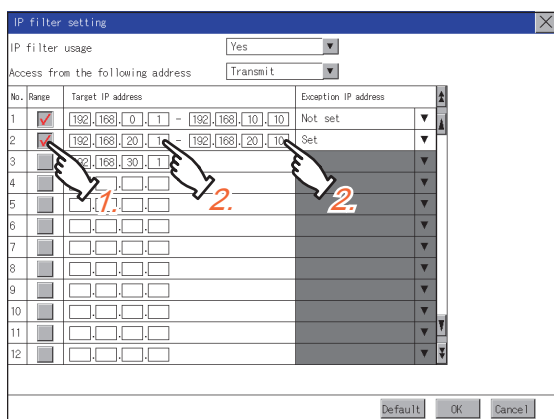 IP filter setting
IP filter usage Yes
Access from the following address Transmit
No. Range Target IP address Exception IP address
1 192.168.0.1 - 192.168.10.10 Not set
2 192.168.20.1 - 192.168.20.10 Set
3 192.168.30.1
4
5
6
7
8
9
10
11
12
1.
2.
2.
Default OK Cancel